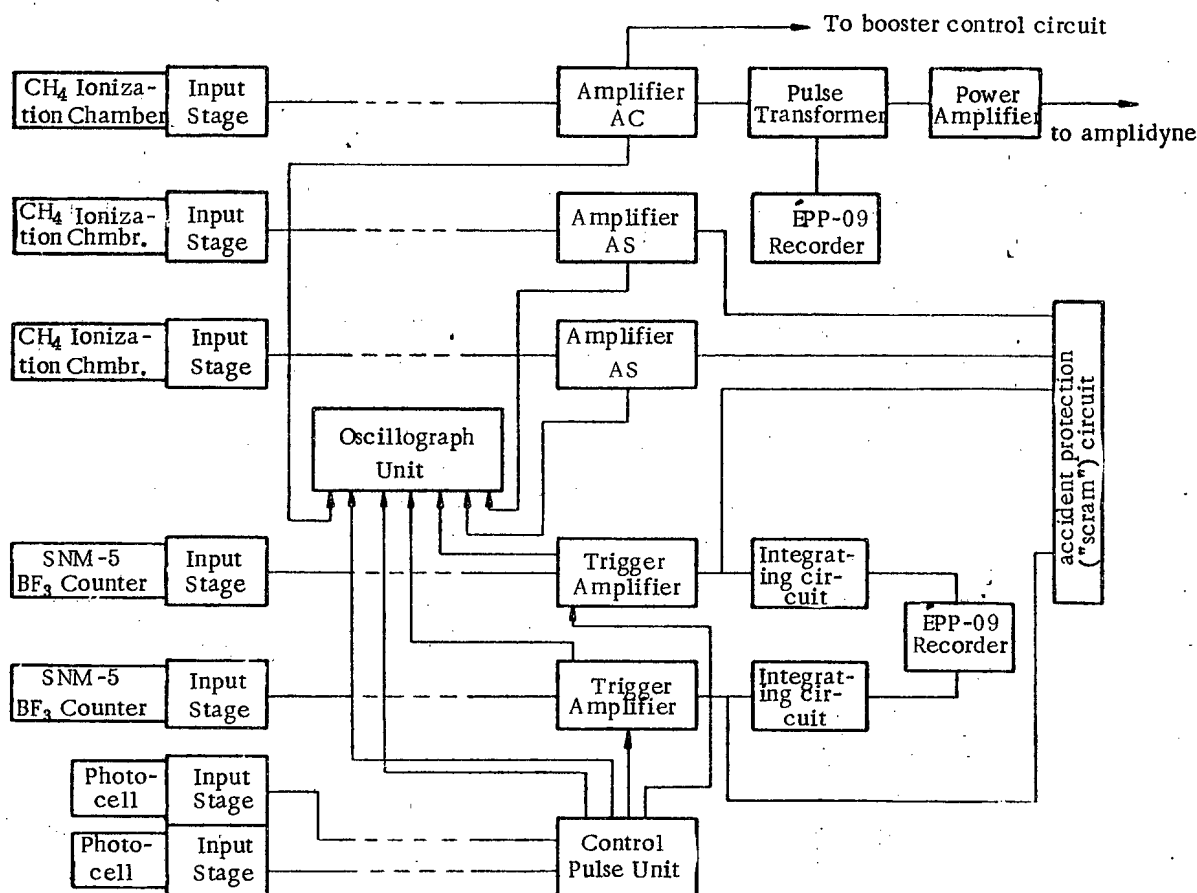 To booster control circuit
CH4 Ioniza-
tion Chamber
Input
Stage
Amplifier
AC
Pulse
Transformer
Power
Amplifier
to amplidyne
CH4 Ioniza-
tion Chmbr.
Input
Stage
Amplifier
AS
EPP-09
Recorder
CH4 Ioniza-
tion Chmbr.
Input
Stage
Amplifier
AS
accident protection
("scram") circuit
Oscillograph
Unit
SNM-5
BF3 Counter
Input
Stage
Trigger
Amplifier
Integrat-
ing cir-
cuit
EPP-09
Recorder
SNM-5
BF3 Counter
Input
Stage
Trigger
Amplifier
Integrat-
ing cir-
cuit
Photo-
cell
Input
Stage
Photo-
cell
Input
Stage
Control
Pulse Unit